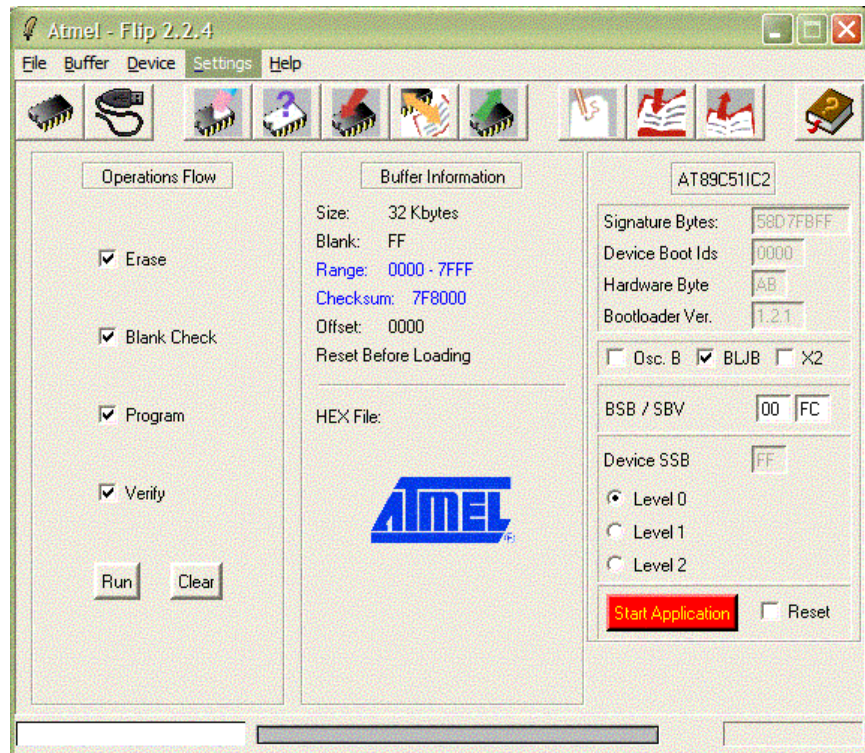 Atmel - Flip 2.2.4
File Buffer Device Settings Help
Operations Flow
Erase
Blank Check
Program
Verify
Run Clear
Buffer Information
Size: 32 Kbytes
Blank: FF
Range: 0000 - 7FFF
Checksum: 7F8000
Offset: 0000
Reset Before Loading
HEX File:
ATMEL ®
AT89C51IC2
Signature Bytes: 58D7FBFF
Device Boot Ids 0000
Hardware Byte AB
Bootloader Ver. 1.2.1
Osc. B BLJB X2
BSB / SBV 00 FC
Device SSB FF
Level 0
Level 1
Level 2
Start Application Reset